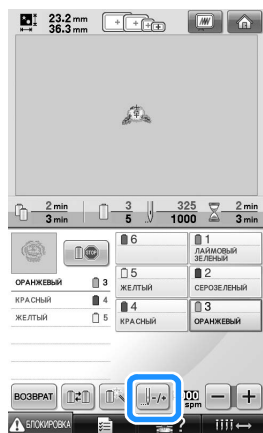 23.2 mm
36.3 mm
2 min
3 min
3
5
325
1000
2 min
3 min
STOP
6
1
ЛАЙМОВЫЙ
ЗЕЛЕНЫЙ
5
ЖЕЛТЫЙ
2
СЕРОЗЕЛЕНЫЙ
4
КРАСНЫЙ
3
ОРАНЖЕВЫЙ
ОРАНЖЕВЫЙ 3
КРАСНЫЙ 4
ЖЕЛТЫЙ 5
ВОЗВРАТ
-/+
spm
− +
БЛОКИРОВКА
?